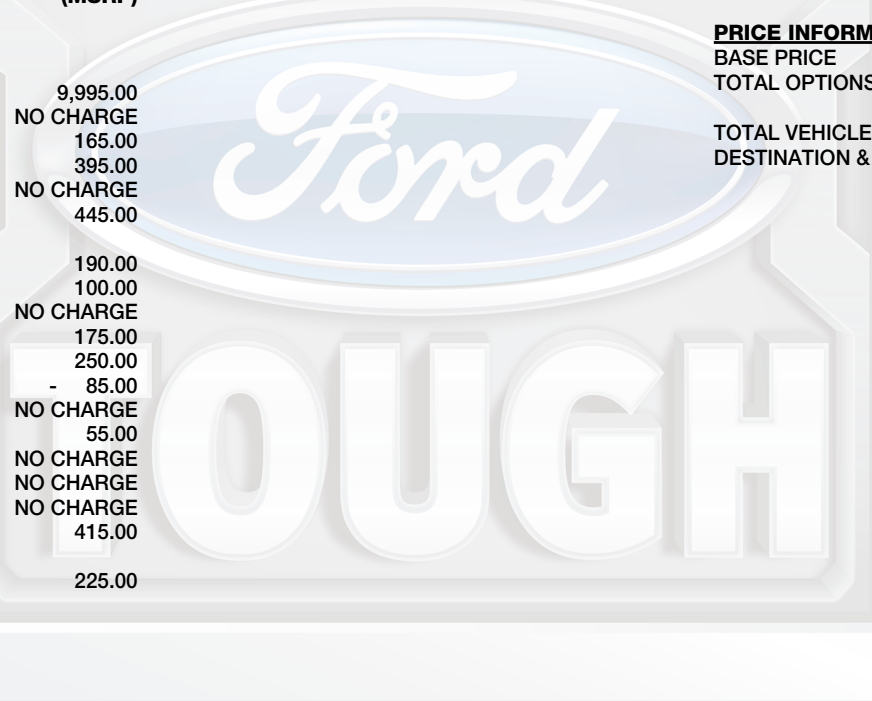 (MSRP)
9,995.00
NO CHARGE
165.00
395.00
NO CHARGE
445.00
190.00
100.00
NO CHARGE
175.00
250.00
- 85.00
NO CHARGE
55.00
NO CHARGE
NO CHARGE
NO CHARGE
415.00
225.00
PRICE INFORM
BASE PRICE
TOTAL OPTIONS
TOTAL VEHICLE
DESTINATION &
Ford
TOUGH